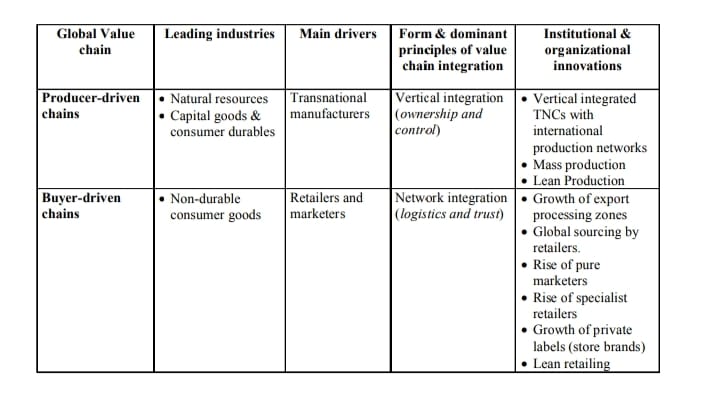 Global Value
chain
Leading industries
Main drivers
Form & dominant
principles of value
chain integration
Institutional &
organizational
innovations
Producer-driven
chains
• Natural resources
• Capital goods &
consumer durables
Transnational
manufacturers
Vertical integration
(ownership and
control)
• Vertical integrated
TNCs with
international
production networks
• Mass production
• Lean Production
Buyer-driven
chains
• Non-durable
consumer goods
Retailers and
marketers
Network integration
(logistics and trust)
• Growth of export
processing zones
• Global sourcing by
retailers.
• Rise of pure
marketers
• Rise of specialist
retailers
• Growth of private
labels (store brands)
• Lean retailing